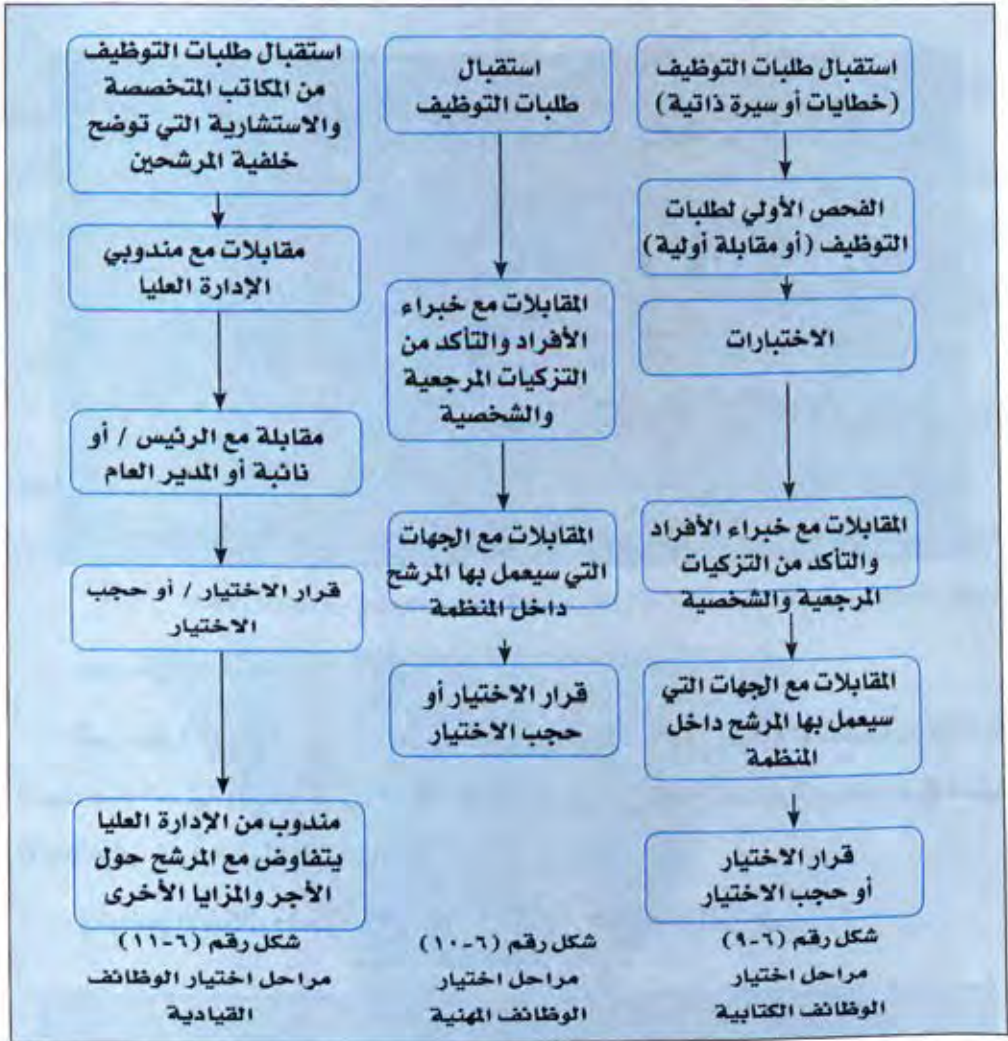 استقبال طلبات التوظيف
(خطابات أو سيرة ذاتية)
الفحص الأولي لطلبات
التوظيف (أو مقابلة أولية)
الاختبارات
المقابلات مع خبراء الأفراد
والتأكد من التزكيات
المرجعية والشخصية
المقابلات مع الجهات التي
سيعمل بها المرشح داخل
المنظمة
قرار الاختيار
أو حجب الاختيار
شكل رقم (٦-٩)
مراحل اختيار
الوظائف الكتابية
استقبال
طلبات التوظيف
المقابلات مع خبراء
الأفراد والتأكد من
التزكيات المرجعية
والشخصية
المقابلات مع الجهات
التي سيعمل بها المرشح
داخل المنظمة
قرار الاختيار أو
حجب الاختيار
شكل رقم (٦-١٠)
مراحل اختيار
الوظائف المهنية
استقبال طلبات التوظيف
من المكاتب المتخصصة
والاستشارية التي توضح
خلفية المرشحين
مقابلات مع مندوبي
الإدارة العليا
مقابلة مع الرئيس / أو
نائبة أو المدير العام
قرار الاختيار / أو حجب
الاختيار
مندوب من الإدارة العليا
يتفاوض مع المرشح حول
الأجر والمزايا الأخرى
شكل رقم (٦-١١)
مراحل اختيار الوظائف
القيادية